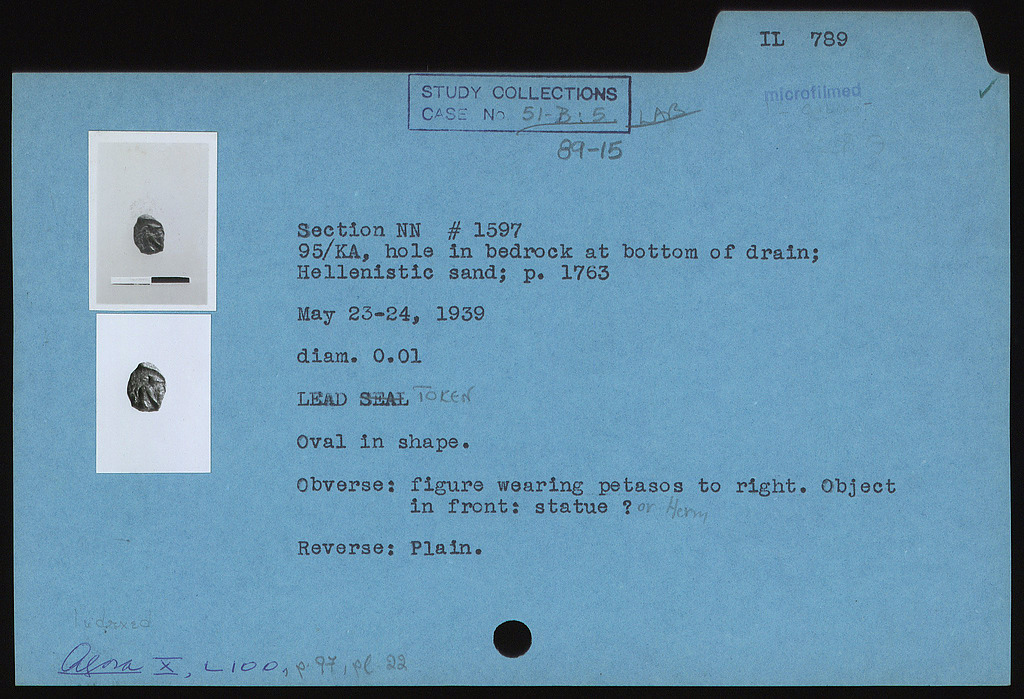 IL 789
STUDY COLLECTIONS
CASE No 51-B:5. LAB
microfilmed
89-15
Section NN # 1597
95/KA, hole in bedrock at bottom of drain;
Hellenistic sand; p. 1763
May 23-24, 1939
diam. 0.01
LEAD SEAL TOKEN
Oval in shape.
Obverse: figure wearing petasos to right. Object
in front: statue ? or Herm
Reverse: Plain.
Indexed
Agora X, L100, p. 97, pl 22